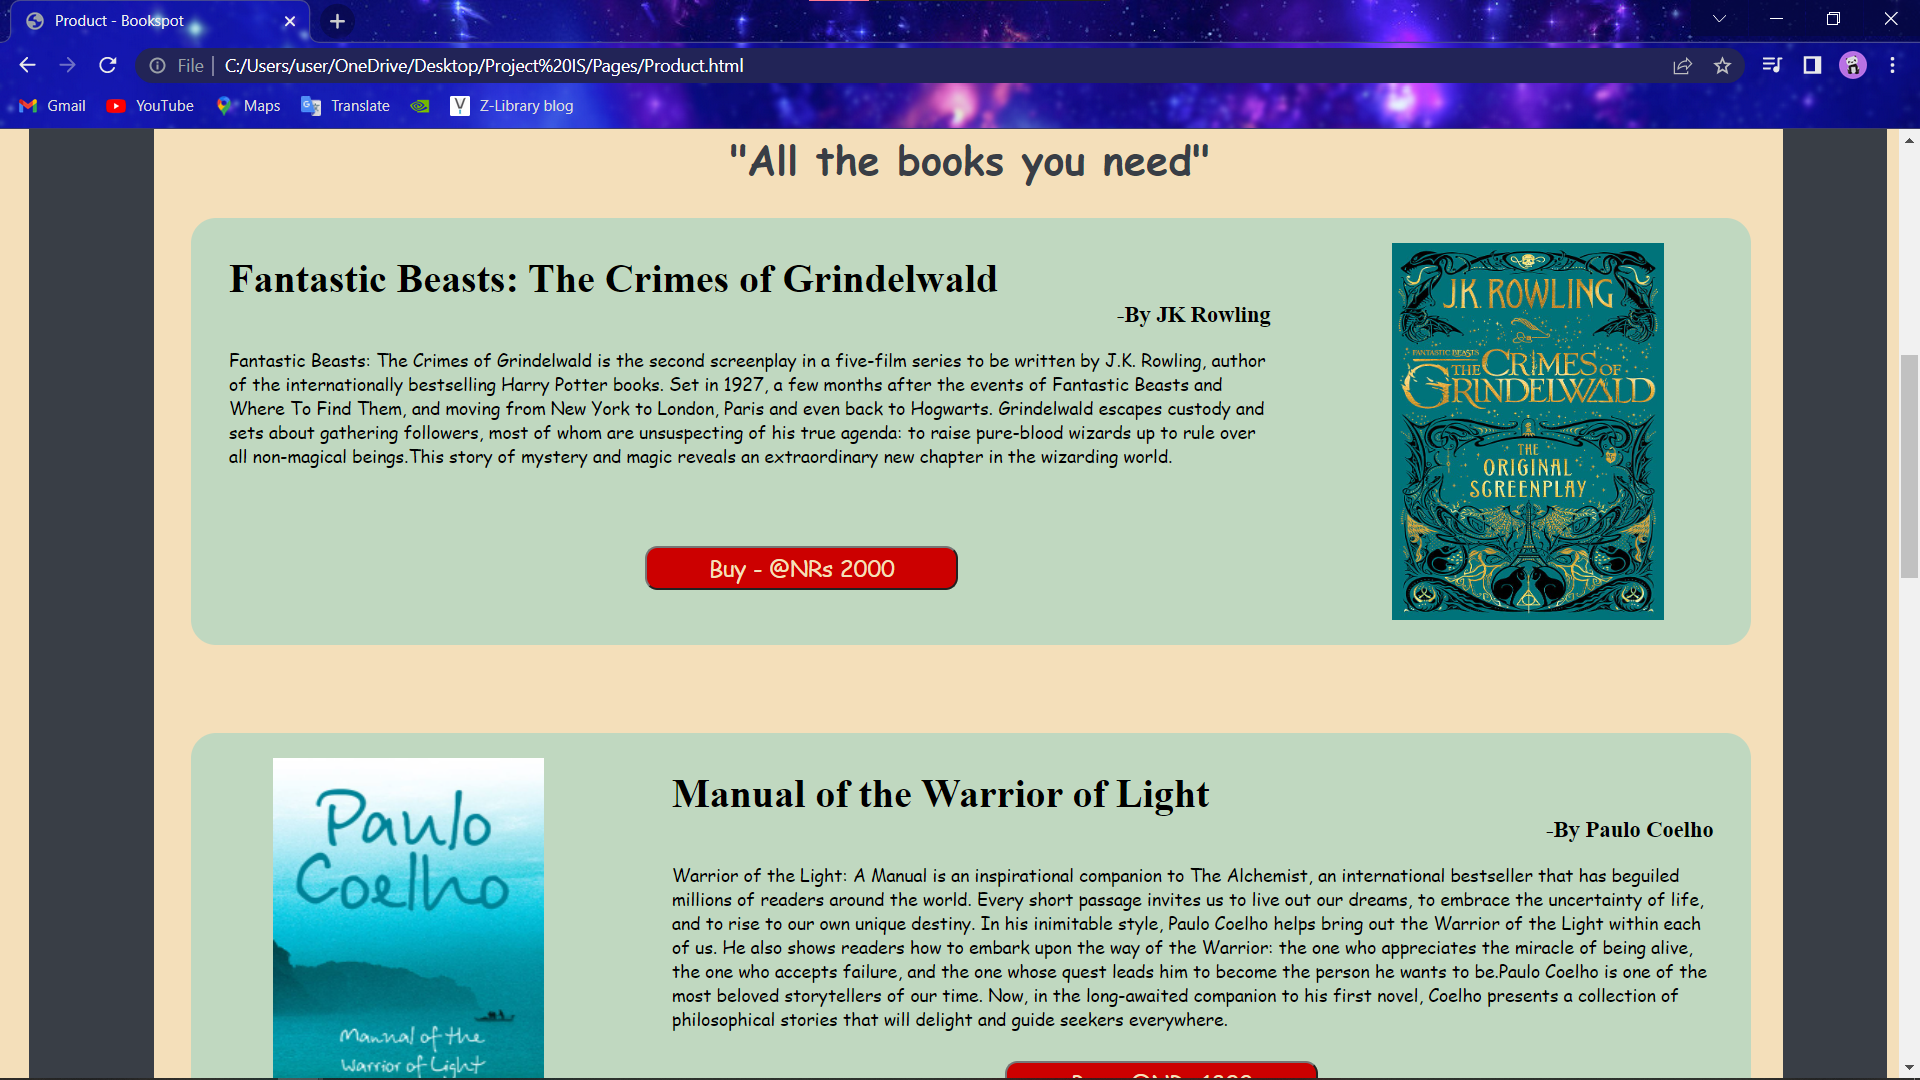 Product - Bookspot
File
C:/Users/user/OneDrive/Desktop/Project%20IS/Pages/Product.html
Gmail
YouTube
Maps
Translate
Z-Library blog
"All the books you need"
Fantastic Beasts: The Crimes of Grindelwald
-By JK Rowling
Fantastic Beasts: The Crimes of Grindelwald is the second screenplay in a five-film series to be written by J.K. Rowling, author
of the internationally bestselling Harry Potter books. Set in 1927, a few months after the events of Fantastic Beasts and
Where To Find Them, and moving from New York to London, Paris and even back to Hogwarts. Grindelwald escapes custody and
sets about gathering followers, most of whom are unsuspecting of his true agenda: to raise pure-blood wizards up to rule over
all non-magical beings.This story of mystery and magic reveals an extraordinary new chapter in the wizarding world.
Buy - @NRs 2000
J.K. ROWLING
FANTASTIC BEASTS
THE CRIMES OF
GRINDELWALD
THE
ORIGINAL
SCREENPLAY
Paulo
Coelho
Manual of the
Warrior of Light
Manual of the Warrior of Light
-By Paulo Coelho
Warrior of the Light: A Manual is an inspirational companion to The Alchemist, an international bestseller that has beguiled
millions of readers around the world. Every short passage invites us to live out our dreams, to embrace the uncertainty of life,
and to rise to our own unique destiny. In his inimitable style, Paulo Coelho helps bring out the Warrior of the Light within each
of us. He also shows readers how to embark upon the way of the Warrior: the one who appreciates the miracle of being alive,
the one who accepts failure, and the one whose quest leads him to become the person he wants to be.Paulo Coelho is one of the
most beloved storytellers of our time. Now, in the long-awaited companion to his first novel, Coelho presents a collection of
philosophical stories that will delight and guide seekers everywhere.